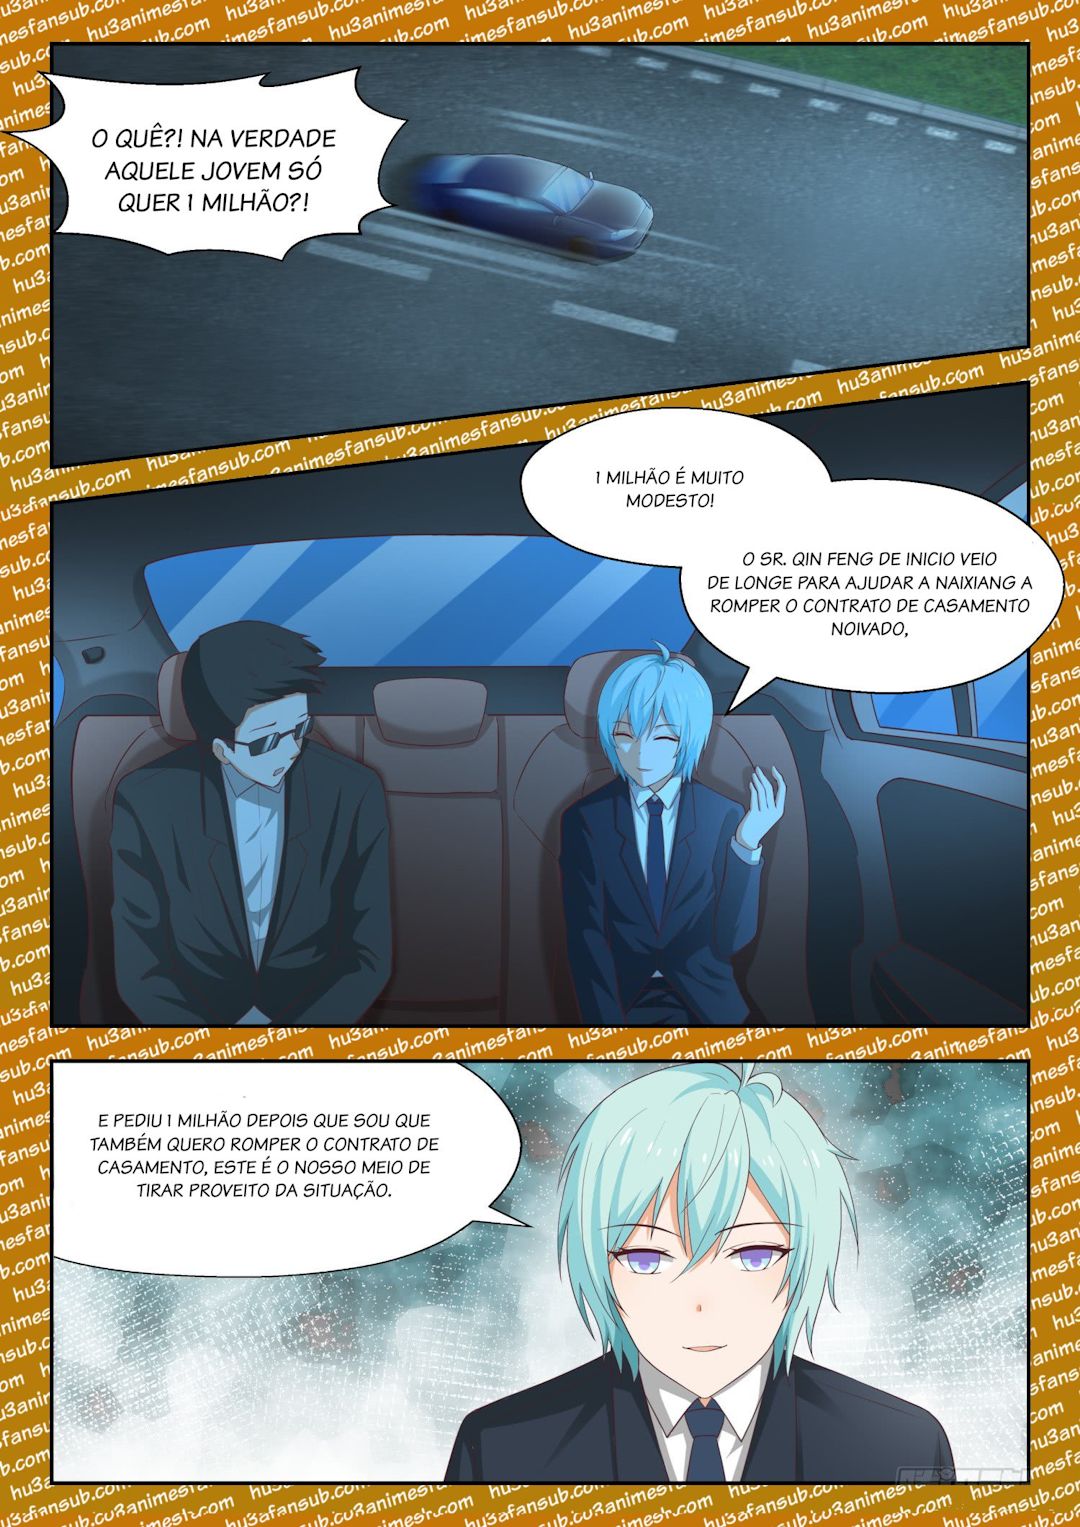 O QUÊ?! NA VERDADE
AQUELE JOVEM SÓ
QUER 1 MILHÃO?!
1 MILHÃO É MUITO
MODESTO!
O SR. QIN FENG DE INICIO VEIO
DE LONGE PARA AJUDAR A NAIXIANG A
ROMPER O CONTRATO DE CASAMENTO
NOIVADO,
E PEDIU 1 MILHÃO DEPOIS QUE SOU QUE
TAMBÉM QUERO ROMPER O CONTRATO DE
CASAMENTO, ESTE É O NOSSO MEIO DE
TIRAR PROVEITO DA SITUAÇÃO.
hu3animesfansub.com